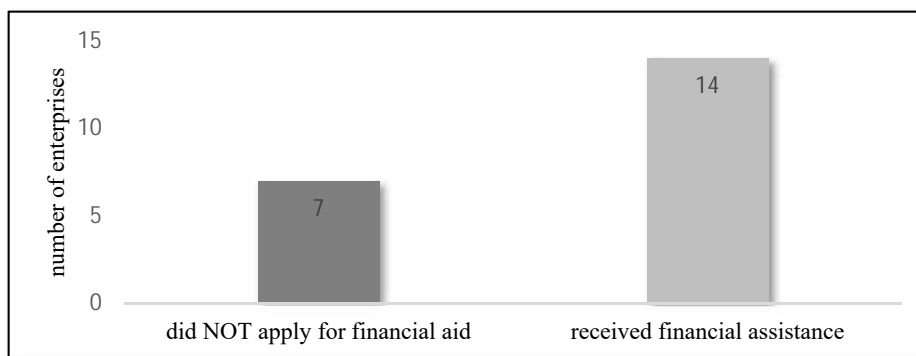 15
10
5
0
number of enterprises
7
14
did NOT apply for financial aid
received financial assistance